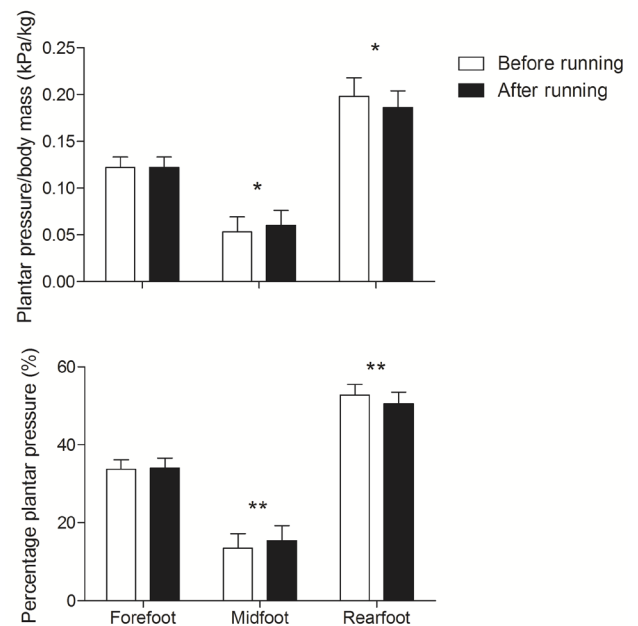 Plantar pressure/body mass (kPa/kg)
0.25
0.20
0.15
0.10
0.05
0.00
*
*
Before running
After running
Percentage plantar pressure (%)
60
40
20
0
**
**
Forefoot Midfoot Rearfoot